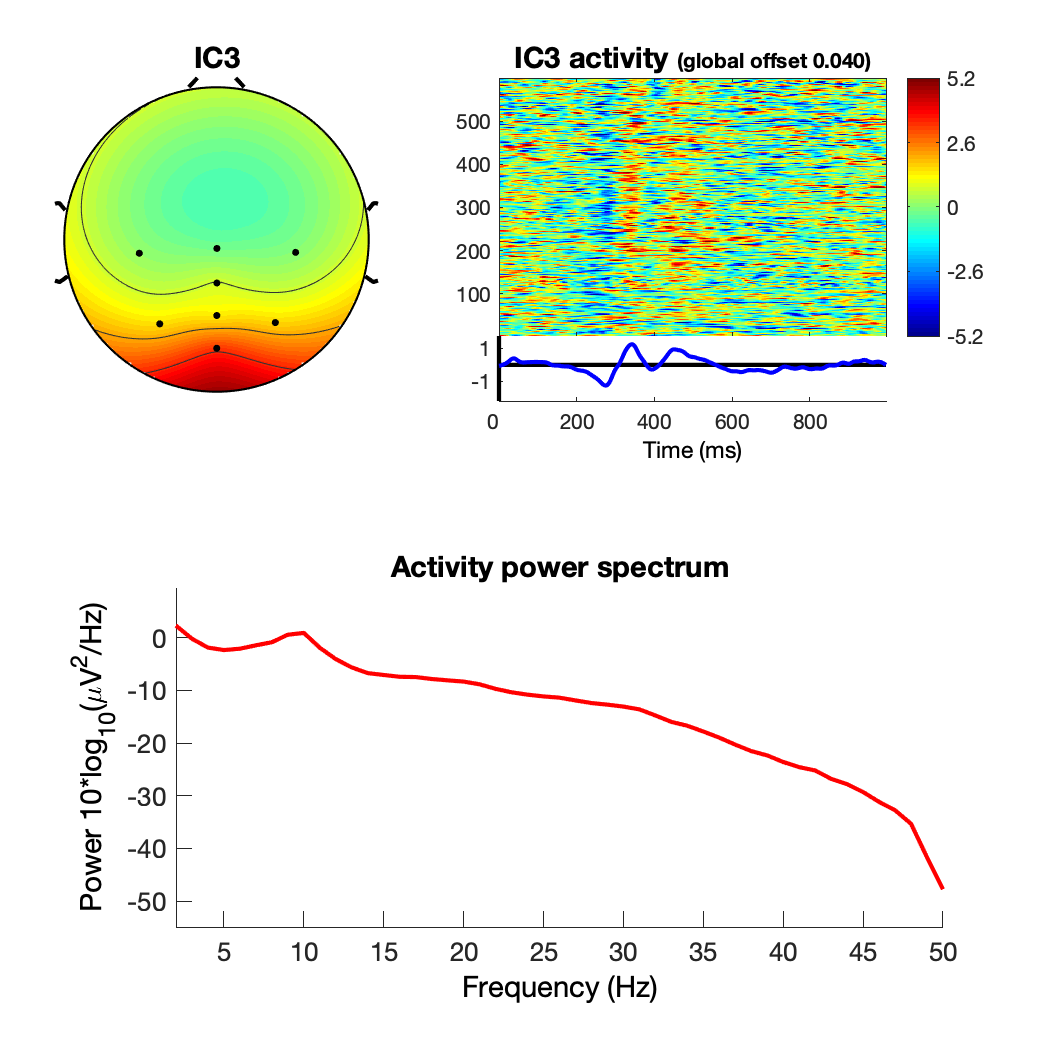 IC3
IC3 activity (global offset 0.040)
500
400
300
200
100
5.2
2.6
0
-2.6
-5.2
1
-1
0 200 400 600 800
Time (ms)
Activity power spectrum
Power 10*log10(μV2/Hz)
0
-10
-20
-30
-40
-50
5 10 15 20 25 30 35 40 45 50
Frequency (Hz)